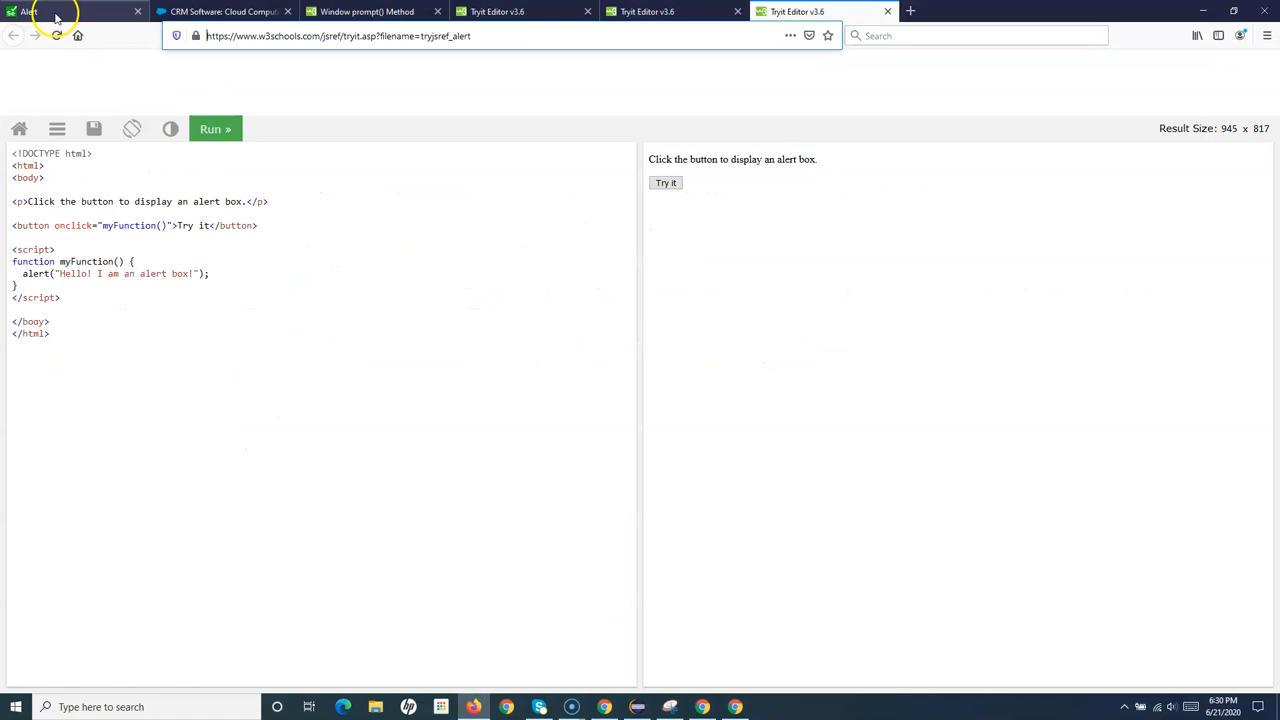 Alert
CRM Software: Cloud Computi
Window prompt() Method
Tryit Editor v3.6
Tryit Editor v3.6
Tryit Editor v3.6
https://www.w3schools.com/jsref/tryit.asp?filename=tryjsref_alert
Search
Run »
Result Size: 945 x 817
<!DOCTYPE html>
<html>
<body>
<p>Click the button to display an alert box.</p>
<button onclick="myFunction()">Try it</button>
<script>
function myFunction() {
alert("Hello! I am an alert box!");
}
</script>
</body>
</html>
Click the button to display an alert box.
Try it
Type here to search
hp
6:30 PM
6/21/2020